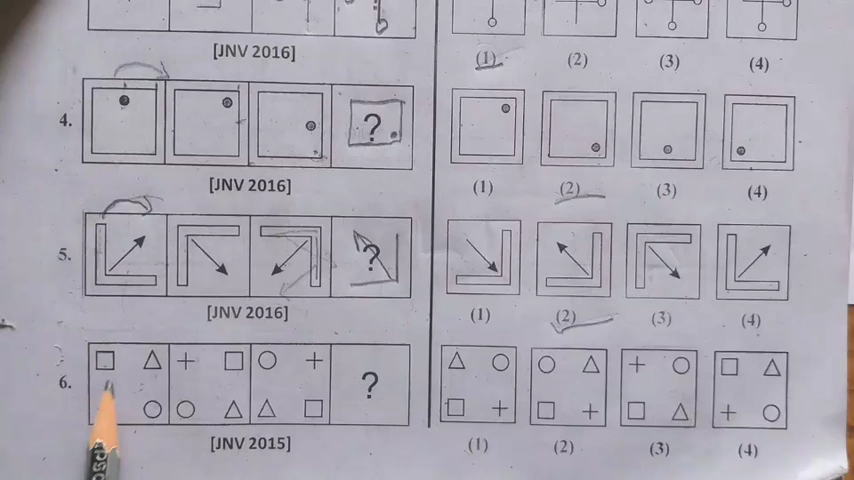 [JNV 2016]
(1) (2) (3) (4)
4. ?
[JNV 2016]
(1) (2) (3) (4)
5. ?
[JNV 2016]
(1) (2) (3) (4)
6. ?
[JNV 2015]
(1) (2) (3) (4)